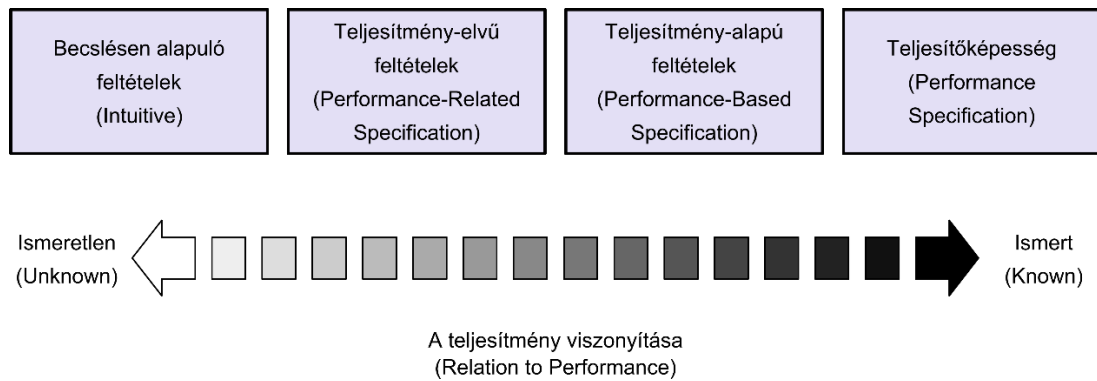 Becslésen alapuló
feltételek
(Intuitive)
Teljesítmény-elvű
feltételek
(Performance-Related
Specification)
Teljesítmény-alapú
feltételek
(Performance-Based
Specification)
Teljesítőképesség
(Performance
Specification)
Ismeretlen
(Unknown)
Ismert
(Known)
A teljesítmény viszonyítása
(Relation to Performance)